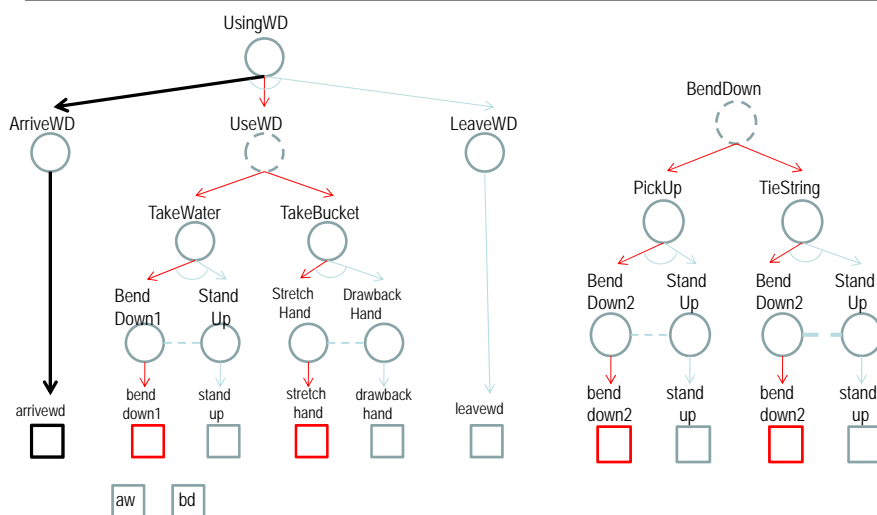 UsingWD
BendDown
ArriveWD
UseWD
LeaveWD
PickUp
TieString
TakeWater
TakeBucket
Bend
Down1
Stand
Up
Stretch
Hand
Drawback
Hand
Bend
Down2
Stand
Up
Bend
Down2
Stand
Up
arrivewd
bend
down1
stand
up
stretch
hand
drawback
hand
leavewd
bend
down2
stand
up
bend
down2
stand
up
aw
bd